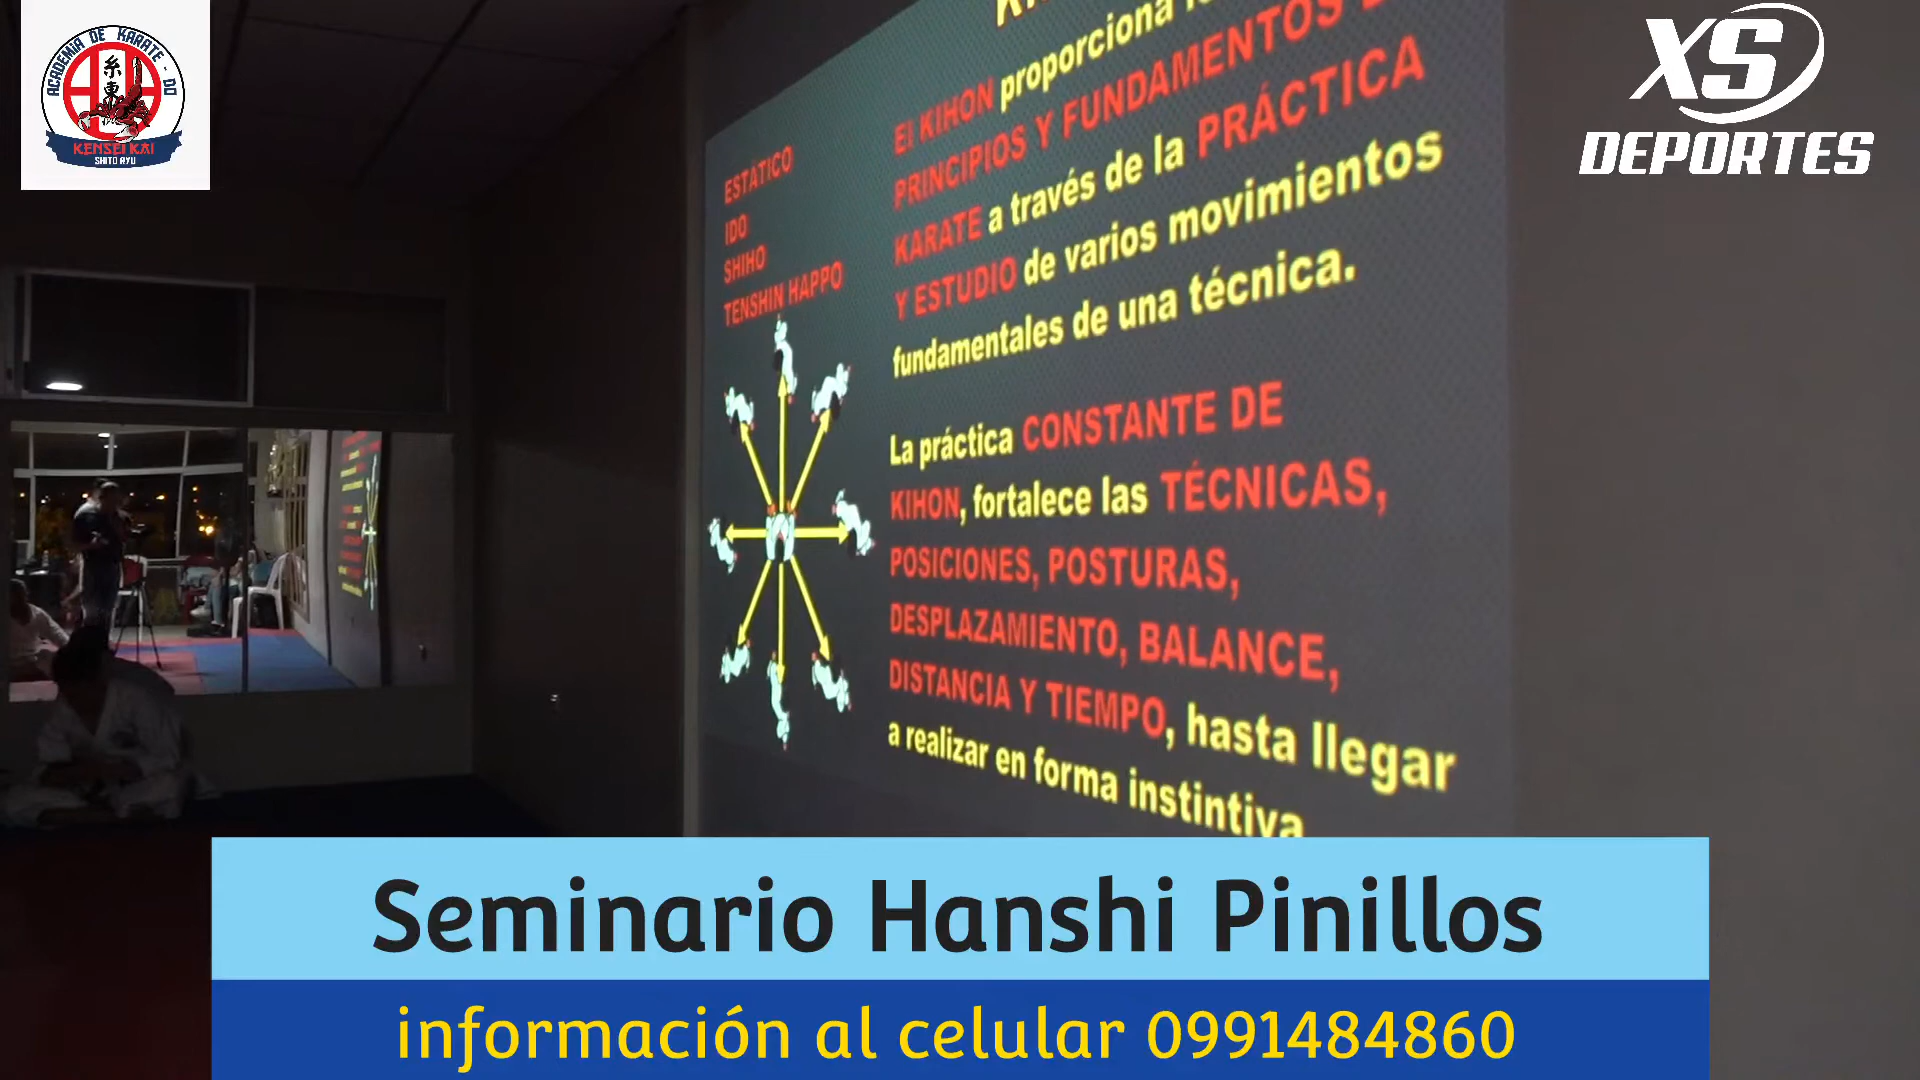 ACADEMIA DE KARATE - DO
糸
東
KENSEI KAI
SHITO RYU
XS
DEPORTES
ESTÁTICO
IDO
SHIHO
TENSHIN HAPPO
El KIHON proporciona
PRINCIPIOS Y FUNDAMENTOS
KARATE a través de la PRÁCTICA
Y ESTUDIO de varios movimientos
fundamentales de una técnica.
La práctica CONSTANTE DE
KIHON, fortalece las TÉCNICAS,
POSICIONES, POSTURAS,
DESPLAZAMIENTO, BALANCE,
DISTANCIA Y TIEMPO, hasta llegar
a realizar en forma instintiva
Seminario Hanshi Pinillos
información al celular 0991484860